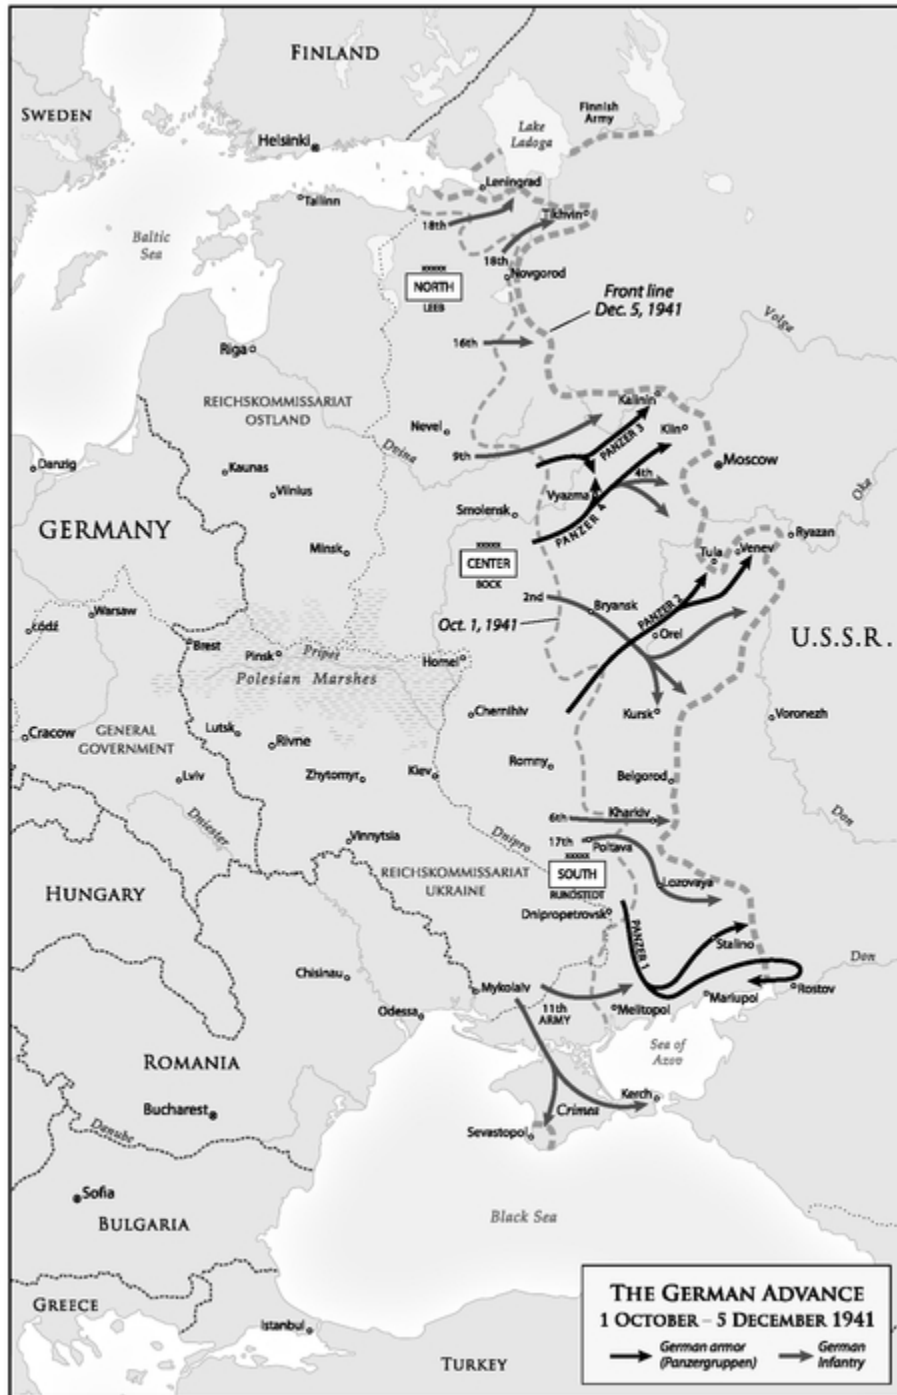 FINLAND
SWEDEN
Helsinki
Lake
Ladoga
Finnish
Army
Leningrad
Tallinn
18th
Tikhvin
Baltic
Sea
18th
Novgorod
XXXXX
NORTH
LEEB
Front line
Dec. 5, 1941
Volga
16th
Riga
REICHSKOMMISSARIAT
OSTLAND
Kalinin
Nevel
Klin
PANZER 3
Dvina
9th
Moscow
Danzig
Kaunas
4th
Vilnius
Vyazma
Oka
Smolensk
PANZER 4
GERMANY
Ryazan
Minsk
Tula
Venev
XXXXX
CENTER
BOCK
2nd
Bryansk
PANZER 2
Warsaw
Łódź
Oct. 1, 1941
Orel
U.S.S.R.
Brest
Pinsk
Pripet
Homel
Polesian Marshes
Chernihiv
Kursk
Voronezh
Cracow
GENERAL
GOVERNMENT
Lutsk
Rivne
Romny
Lviv
Zhytomyr
Kiev
Belgorod
Dniester
6th
Kharkiv
Don
Vinnytsia
Dnipro
17th
Poltava
XXXXX
SOUTH
RUNDSTEDT
REICHSKOMMISSARIAT
UKRAINE
Lozovaya
HUNGARY
Dnipropetrovsk
PANZER 1
Stalino
Don
Chisinau
Mykolaiv
Mariupol
Rostov
11th
ARMY
Melitopol
Odessa
Sea of
Azov
ROMANIA
Bucharest
Kerch
Crimea
Danube
Sevastopol
Sofia
BULGARIA
Black Sea
GREECE
Istanbul
TURKEY
THE GERMAN ADVANCE
1 OCTOBER – 5 DECEMBER 1941
German armor
(Panzergruppen)
German
Infantry